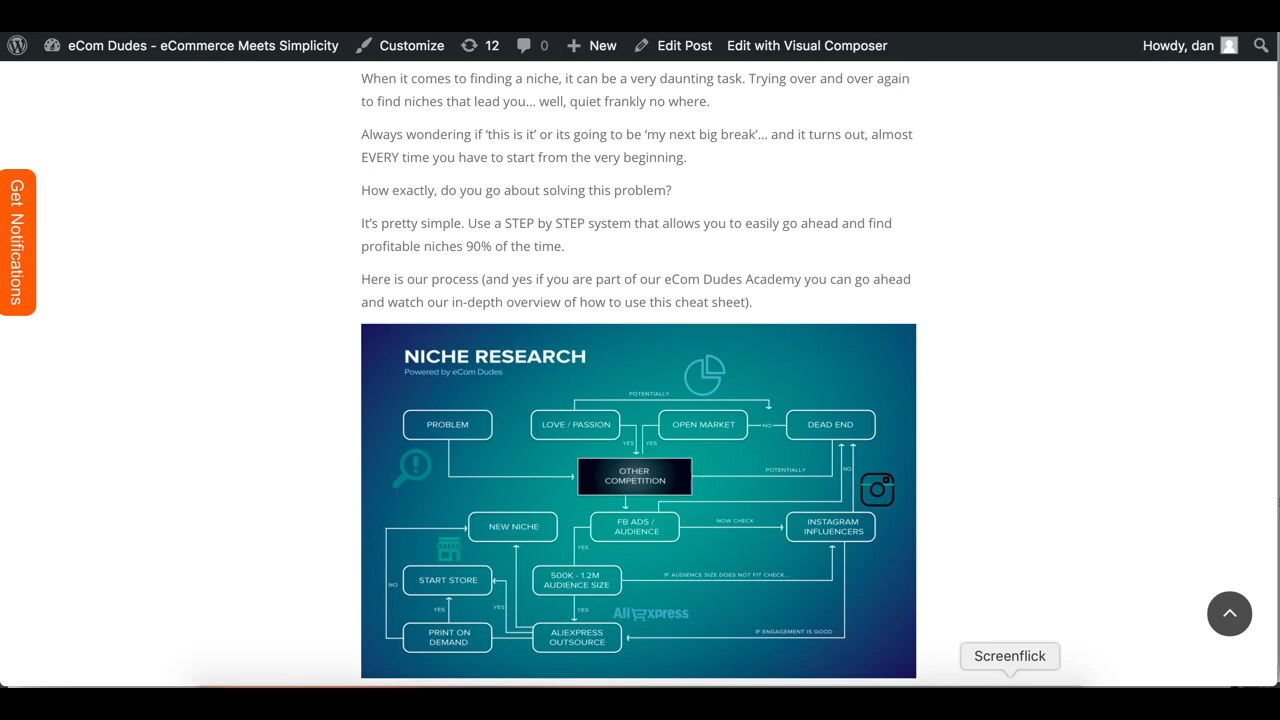 eCom Dudes - eCommerce Meets Simplicity Customize 12 0 New Edit Post Edit with Visual Composer Howdy, dan
When it comes to finding a niche, it can be a very daunting task. Trying over and over again
to find niches that lead you... well, quiet frankly no where.
Always wondering if ‘this is it’ or its going to be ‘my next big break’... and it turns out, almost
EVERY time you have to start from the very beginning.
Get Notifications
How exactly, do you go about solving this problem?
It’s pretty simple. Use a STEP by STEP system that allows you to easily go ahead and find
profitable niches 90% of the time.
Here is our process (and yes if you are part of our eCom Dudes Academy you can go ahead
and watch our in-depth overview of how to use this cheat sheet).
NICHE RESEARCH
Powered by eCom Dudes
POTENTIALLY
PROBLEM
LOVE / PASSION
OPEN MARKET
NO
DEAD END
YES
YES
OTHER
COMPETITION
POTENTIALLY
NO
NEW NICHE
FB ADS /
AUDIENCE
NOW CHECK
INSTAGRAM
INFLUENCERS
YES
START STORE
500K - 1.2M
AUDIENCE SIZE
IF AUDIENCE SIZE DOES NOT FIT CHECK...
NO
YES
YES
YES
AliExpress
PRINT ON
DEMAND
ALIEXPRESS
OUTSOURCE
IF ENGAGEMENT IS GOOD
Screenflick